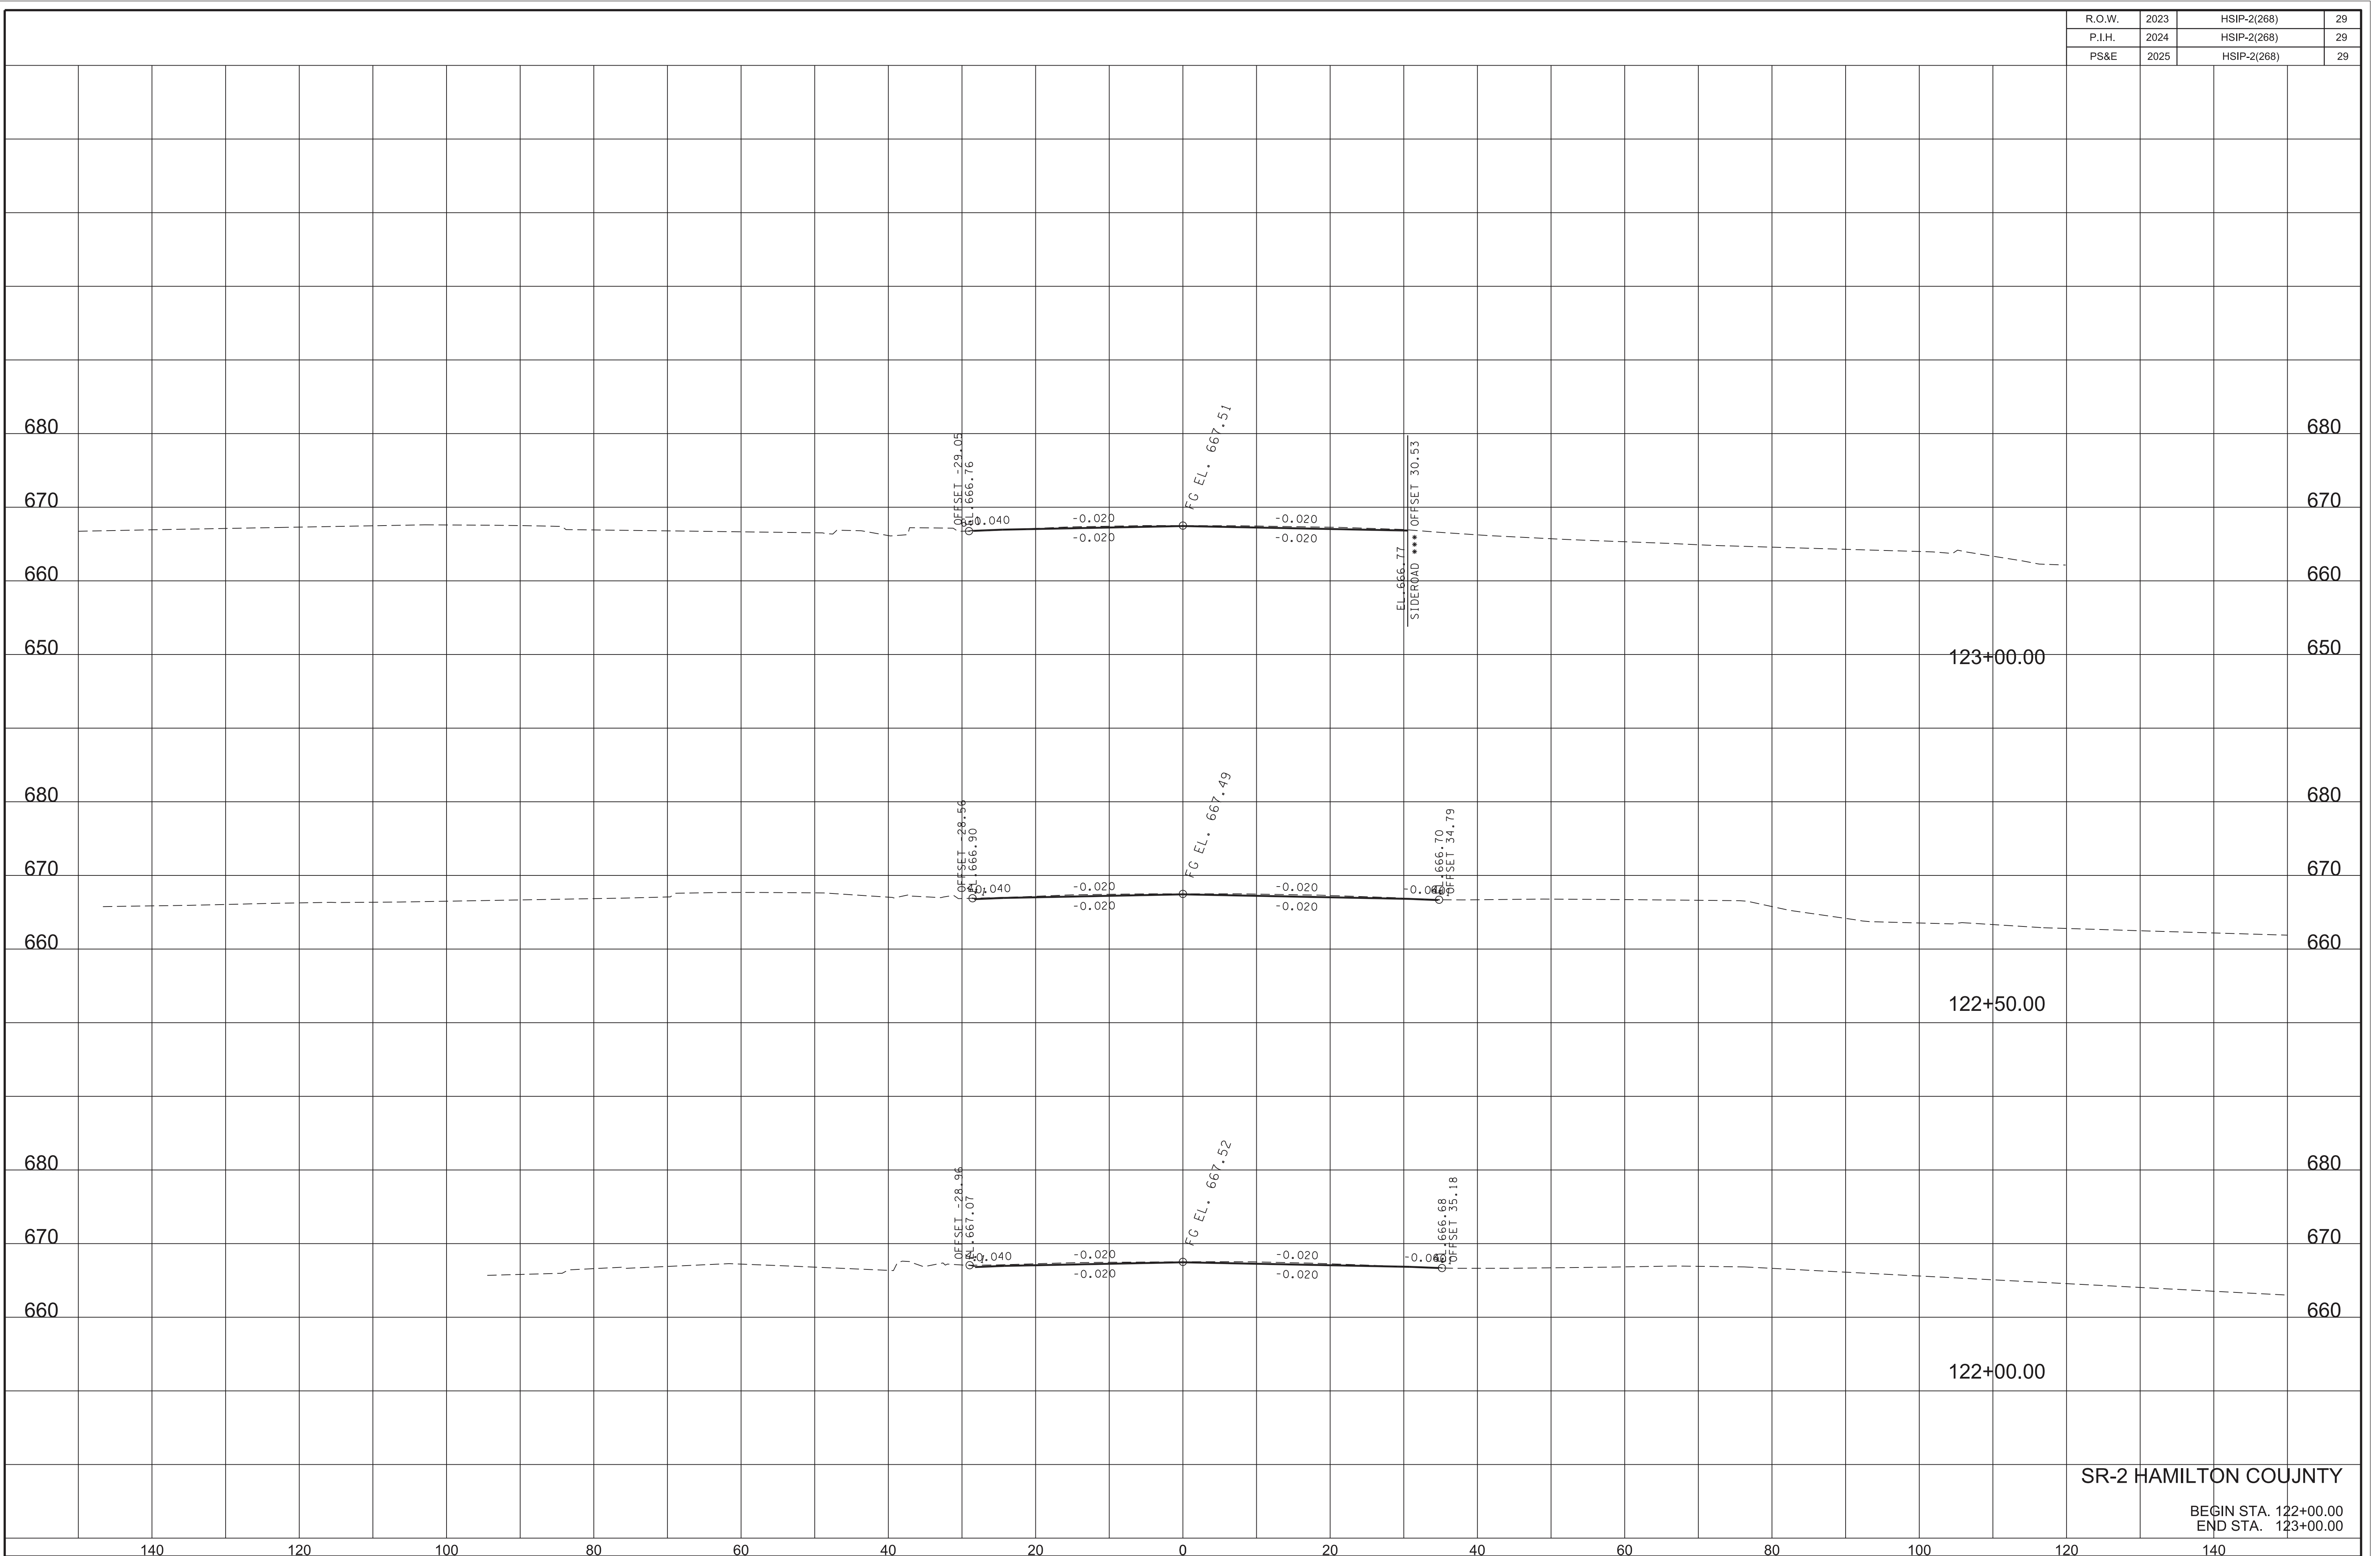 R.O.W. 2023 HSIP-2(268) 29
P.I.H. 2024 HSIP-2(268) 29
PS&E 2025 HSIP-2(268) 29
680 680
OFFSET -29.05
EL.666.76
FG EL. 667.51
OFFSET 30.53
670 670
-0.040 -0.020 -0.020
-0.020 -0.020
EL.666.77
SIDEROAD ***
660 660
650 650
123+00.00
680 680
OFFSET -28.56
EL.666.90
FG EL. 667.49
EL.666.70
OFFSET 34.79
670 670
-0.040 -0.020 -0.020
-0.020 -0.020
660 660
122+50.00
680 680
OFFSET -28.96
EL.667.07
FG EL. 667.52
EL.666.68
OFFSET 35.18
670 670
-0.040 -0.020 -0.020
-0.020 -0.020
660 660
122+00.00
SR-2 HAMILTON COUJNTY
BEGIN STA. 122+00.00
END STA. 123+00.00
140 120 100 80 60 40 20 0 20 40 60 80 100 120 140